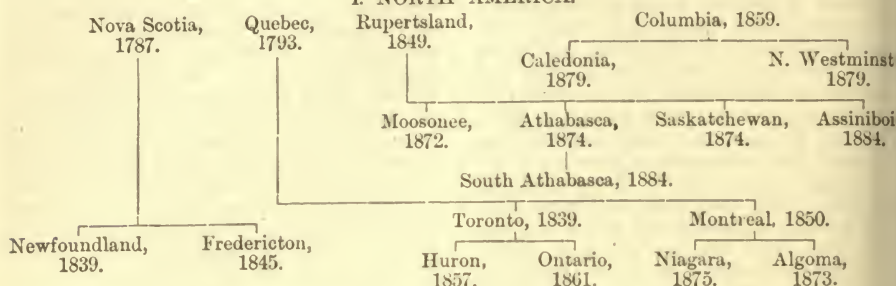 I. NORTH AMERICA.
Nova Scotia, Quebec, Rupertsland, Columbia, 1859.
1787. 1793. 1849.
Caledonia, N. Westminst
1879. 1879.
Moosonee, Athabasca, Saskatchewan, Assiniboi
1872. 1874. 1874. 1884.
South Athabasca, 1884.
Toronto, 1839. Montreal, 1850.
Newfoundland, Fredericton,
1839. 1845.
Huron, Ontario, Niagara, Algoma,
1857. 1861. 1875. 1873.